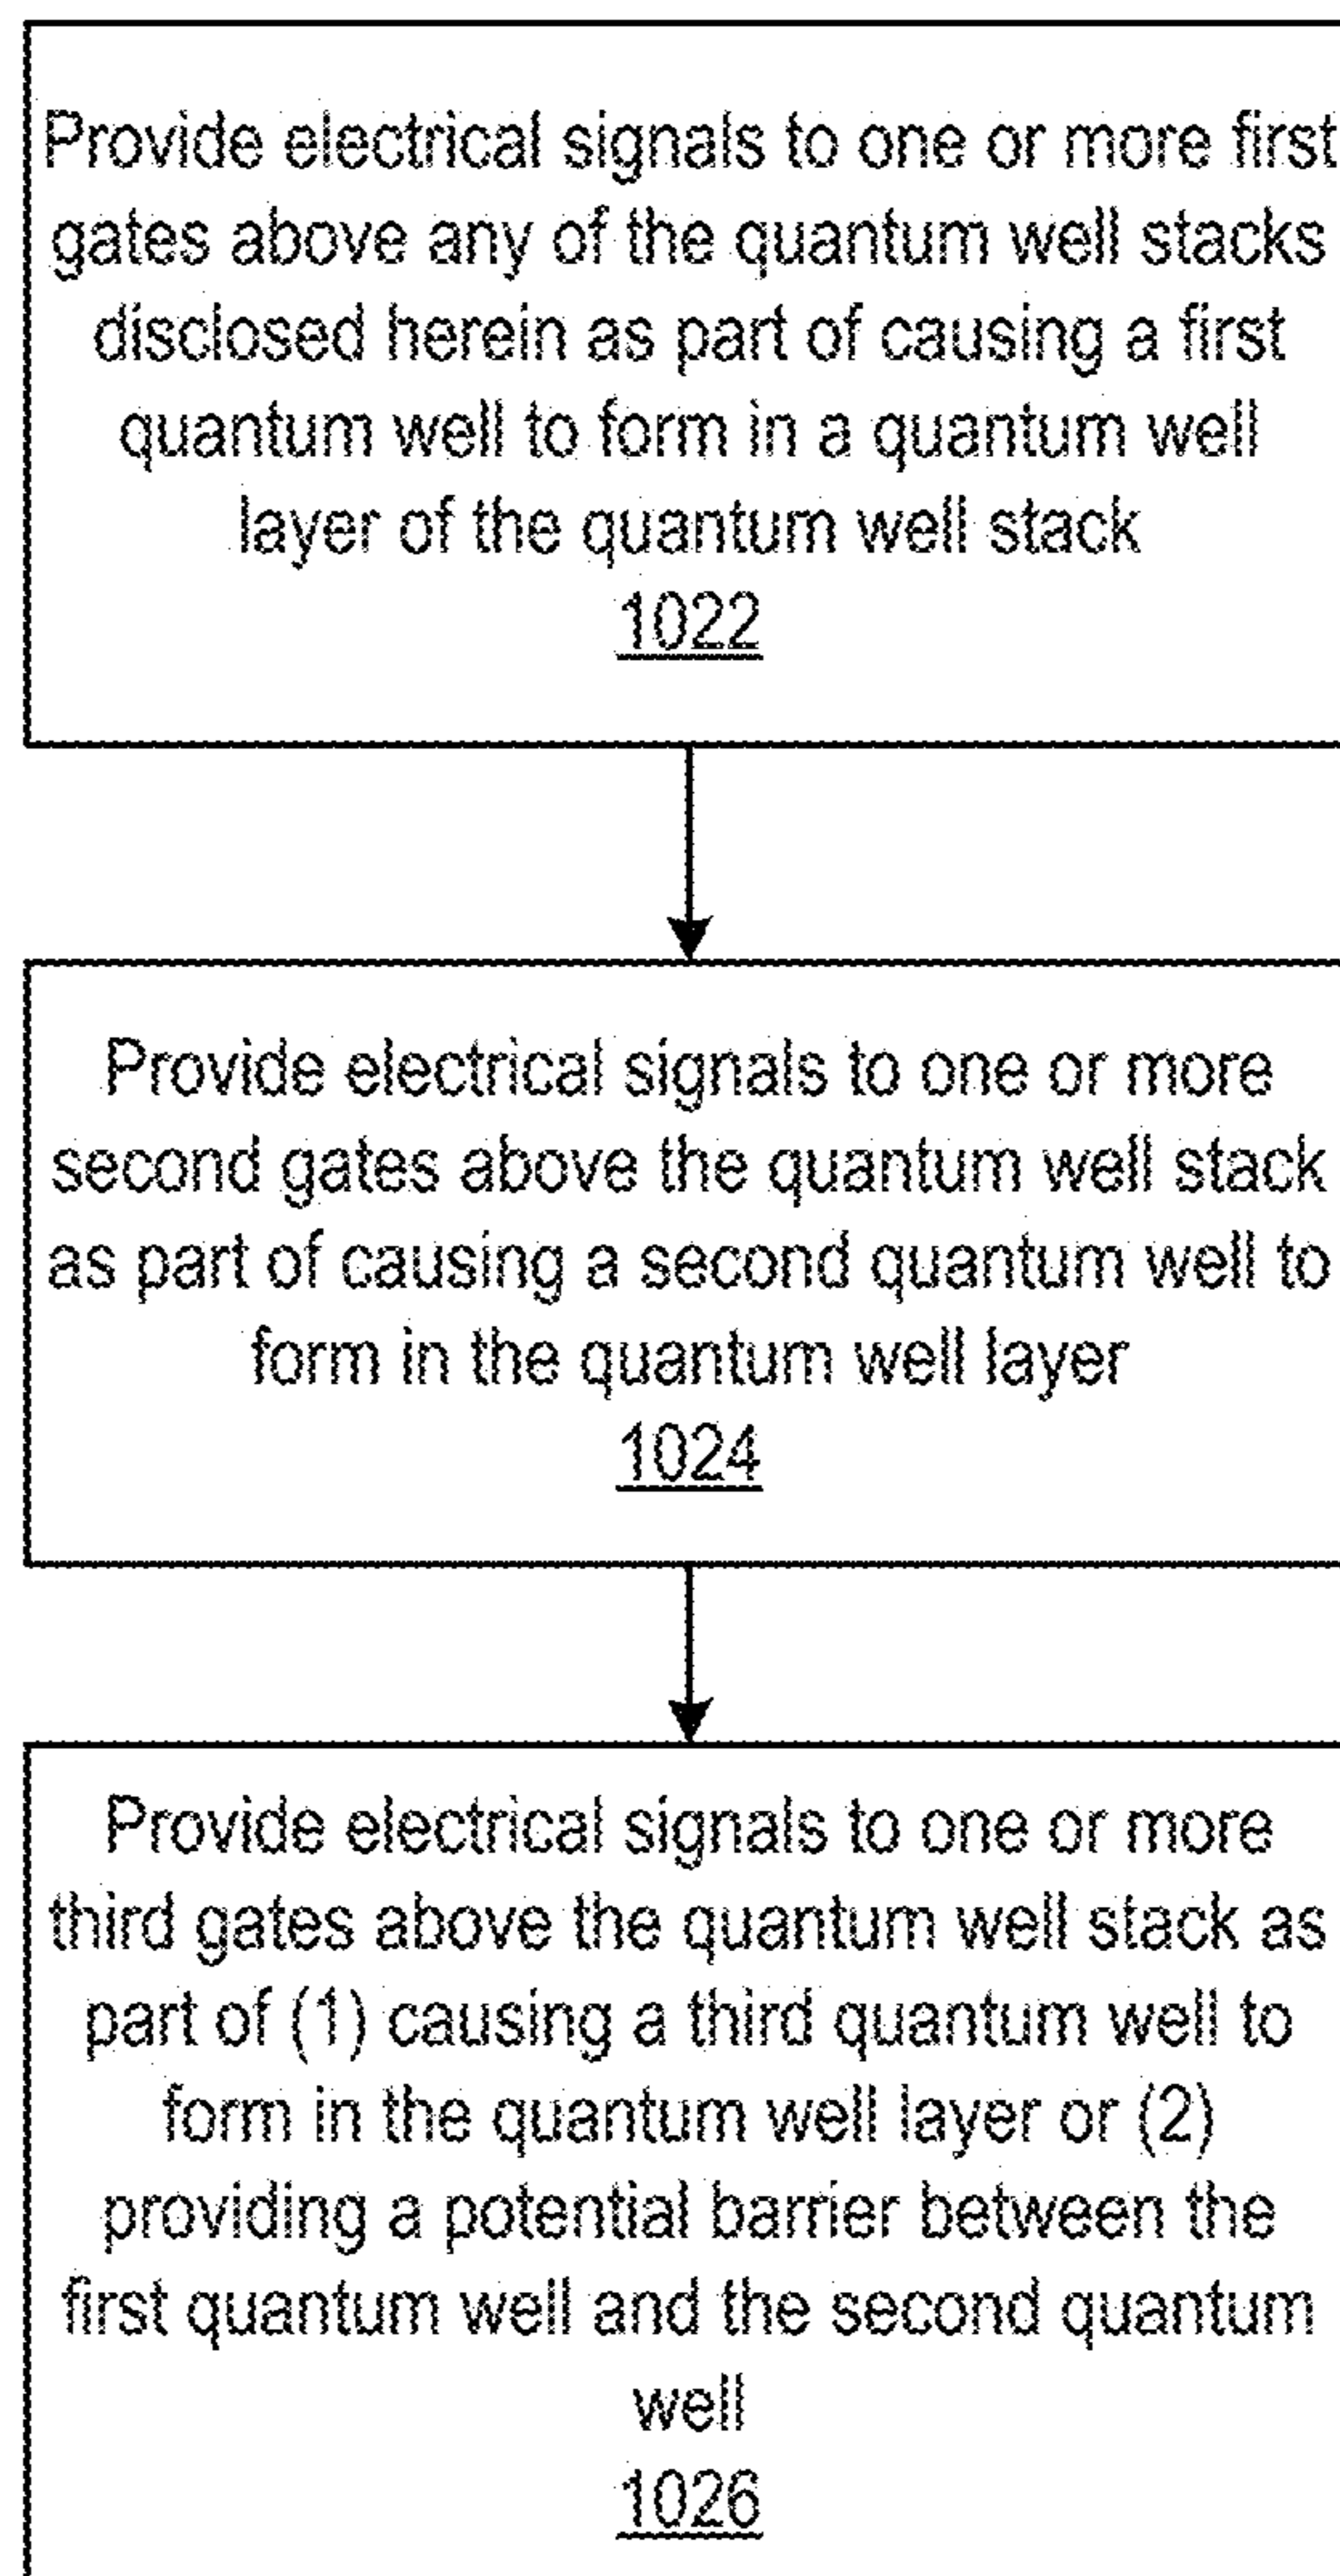 Provide electrical signals to one or more first
gates above any of the quantum well stacks
disclosed herein as part of causing a first
quantum well to form in a quantum well
layer of the quantum well stack
1022
Provide electrical signals to one or more
second gates above the quantum well stack
as part of causing a second quantum well to
form in the quantum well layer
1024
Provide electrical signals to one or more
third gates above the quantum well stack as
part of (1) causing a third quantum well to
form in the quantum well layer or (2)
providing a potential barrier between the
first quantum well and the second quantum
well
1026